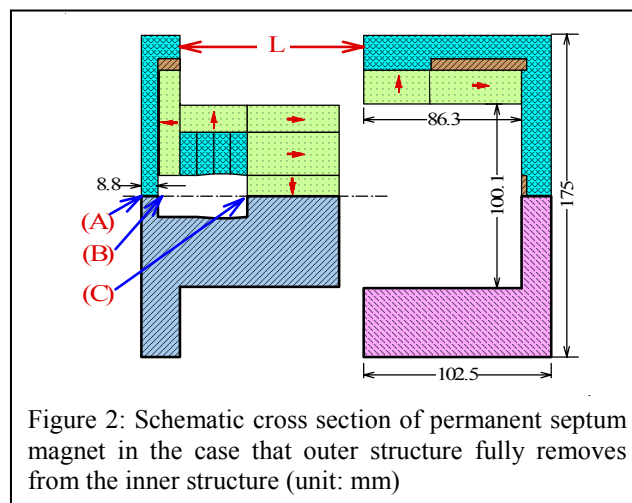 L
86.3
8.8
100.1
175
(A)
(B)
(C)
102.5
Figure 2: Schematic cross section of permanent septum
magnet in the case that outer structure fully removes
from the inner structure (unit: mm)